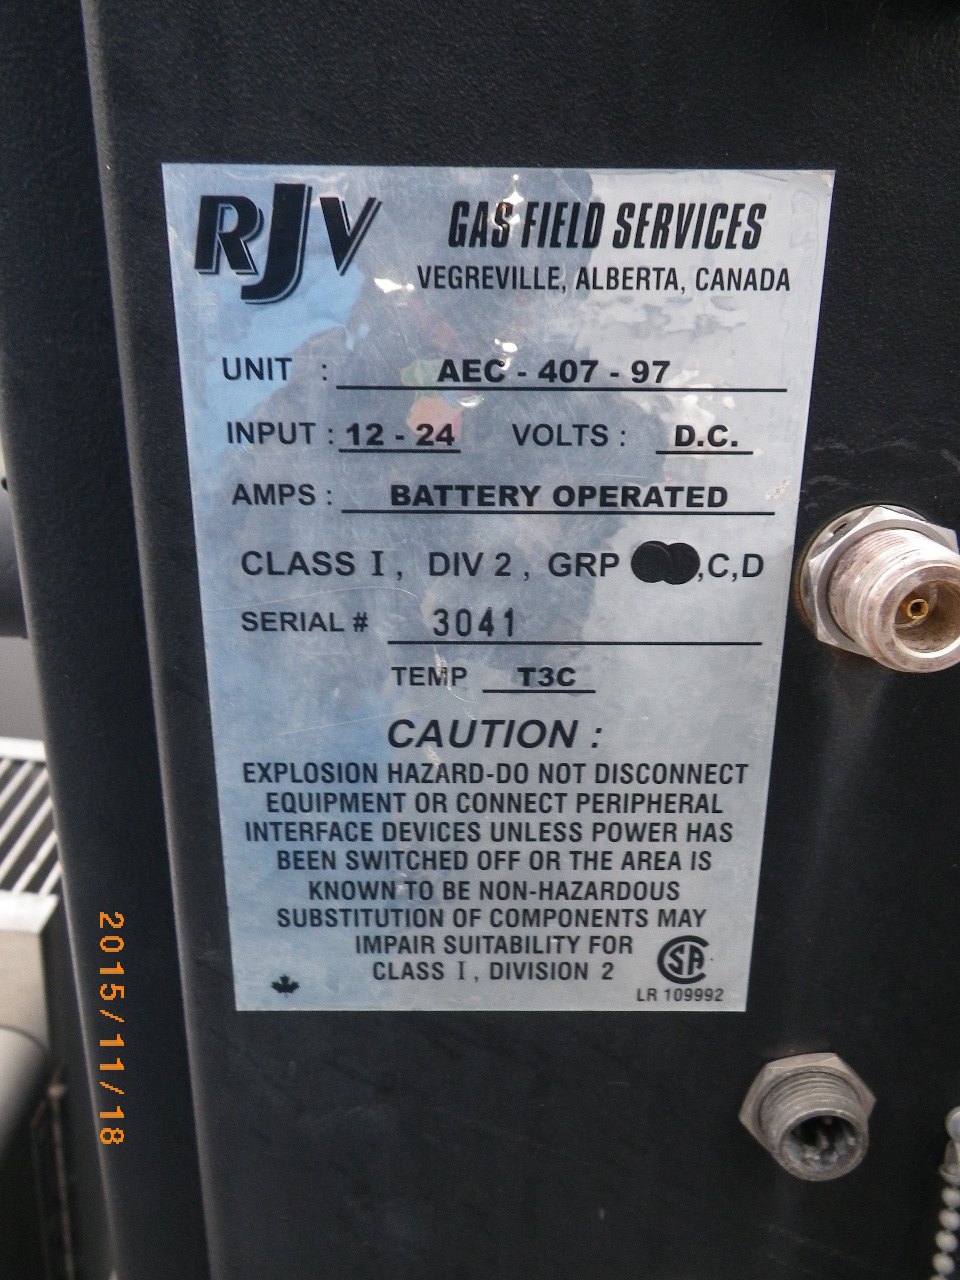 RJV GAS FIELD SERVICES
VEGREVILLE, ALBERTA, CANADA
UNIT : AEC - 407 - 97
INPUT : 12 - 24 VOLTS : D.C.
AMPS : BATTERY OPERATED
CLASS I, DIV 2, GRP ,C,D
SERIAL # 3041
TEMP T3C
CAUTION :
EXPLOSION HAZARD-DO NOT DISCONNECT
EQUIPMENT OR CONNECT PERIPHERAL
INTERFACE DEVICES UNLESS POWER HAS
BEEN SWITCHED OFF OR THE AREA IS
KNOWN TO BE NON-HAZARDOUS
SUBSTITUTION OF COMPONENTS MAY
IMPAIR SUITABILITY FOR
CLASS I, DIVISION 2
SA
LR 109992
2015/11/18